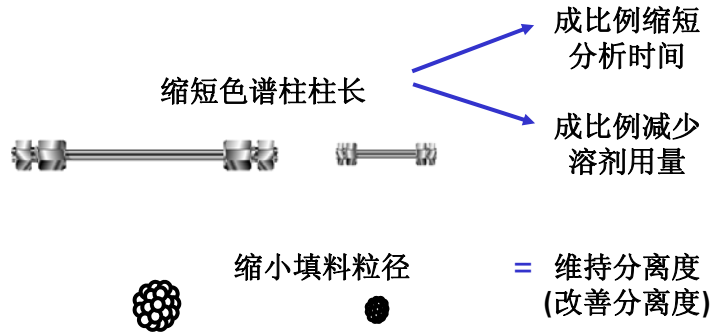 成比例缩短
分析时间
缩短色谱柱柱长
成比例减少
溶剂用量
缩小填料粒径 = 维持分离度
(改善分离度)